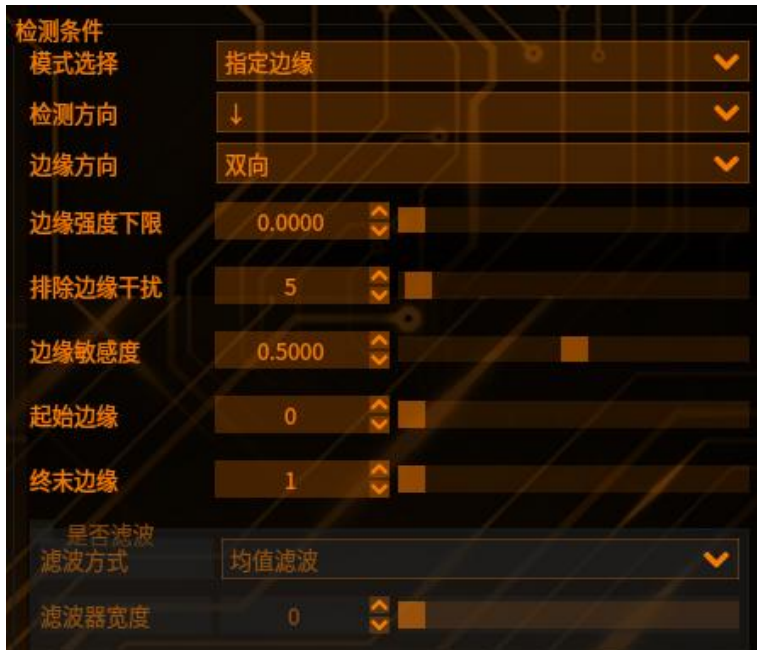 检测条件
模式选择 指定边缘
检测方向 ↓
边缘方向 双向
边缘强度下限 0.0000
排除边缘干扰 5
边缘敏感度 0.5000
起始边缘 0
终末边缘 1
是否滤波
滤波方式 均值滤波
滤波器宽度 0